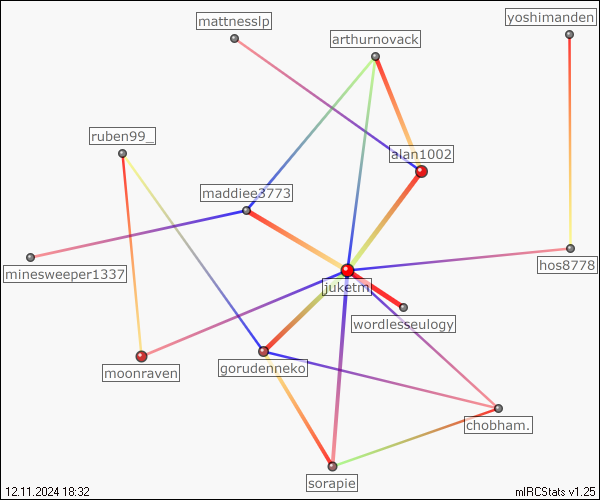 mattnesslp
yoshimanden
arthurnovack
ruben99_
alan1002
maddiee3773
minesweeper1337
hos8778
juketm
wordlesseulogy
moonraven
gorudenneko
chobham.
sorapie
12.11.2024 18:32
mIRCStats v1.25